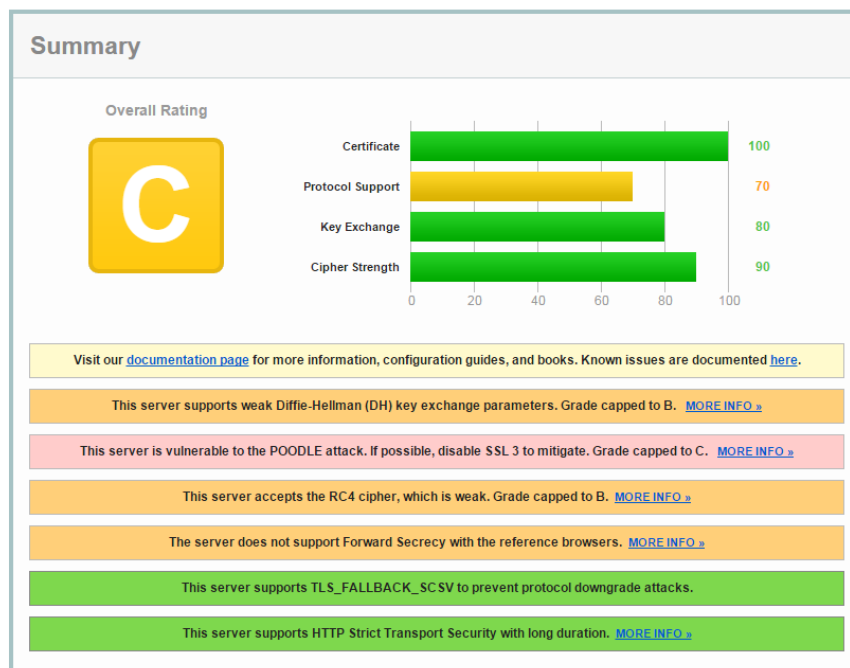 Summary
Overall Rating
C
Certificate 100
Protocol Support 70
Key Exchange 80
Cipher Strength 90
0 20 40 60 80 100
Visit our documentation page for more information, configuration guides, and books. Known issues are documented here.
This server supports weak Diffie-Hellman (DH) key exchange parameters. Grade capped to B. MORE INFO »
This server is vulnerable to the POODLE attack. If possible, disable SSL 3 to mitigate. Grade capped to C. MORE INFO »
This server accepts the RC4 cipher, which is weak. Grade capped to B. MORE INFO »
The server does not support Forward Secrecy with the reference browsers. MORE INFO »
This server supports TLS_FALLBACK_SCSV to prevent protocol downgrade attacks.
This server supports HTTP Strict Transport Security with long duration. MORE INFO »